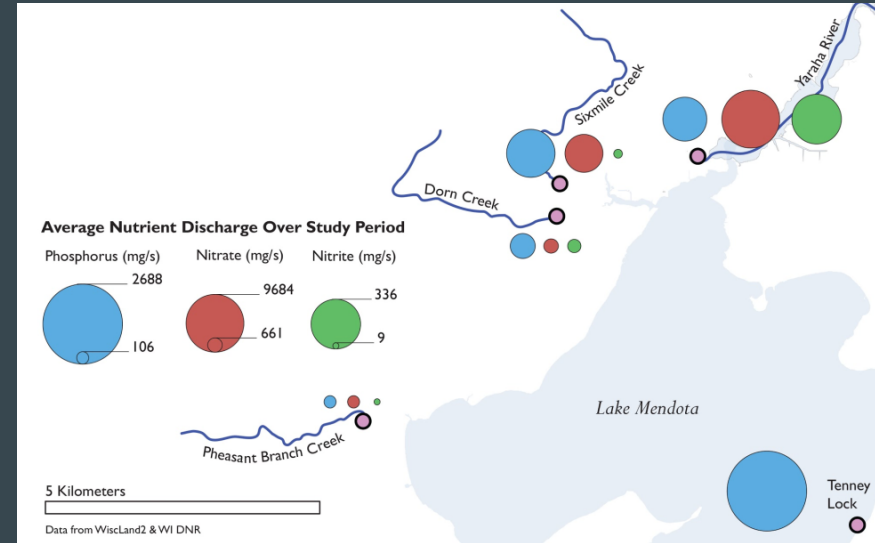 Yaraha River
Sixmile Creek
Dorn Creek
Average Nutrient Discharge Over Study Period
Phosphorus (mg/s)
Nitrate (mg/s)
Nitrite (mg/s)
2688
106
9684
661
336
9
Pheasant Branch Creek
Lake Mendota
Tenney
Lock
5 Kilometers
Data from WiscLand2 & WI DNR